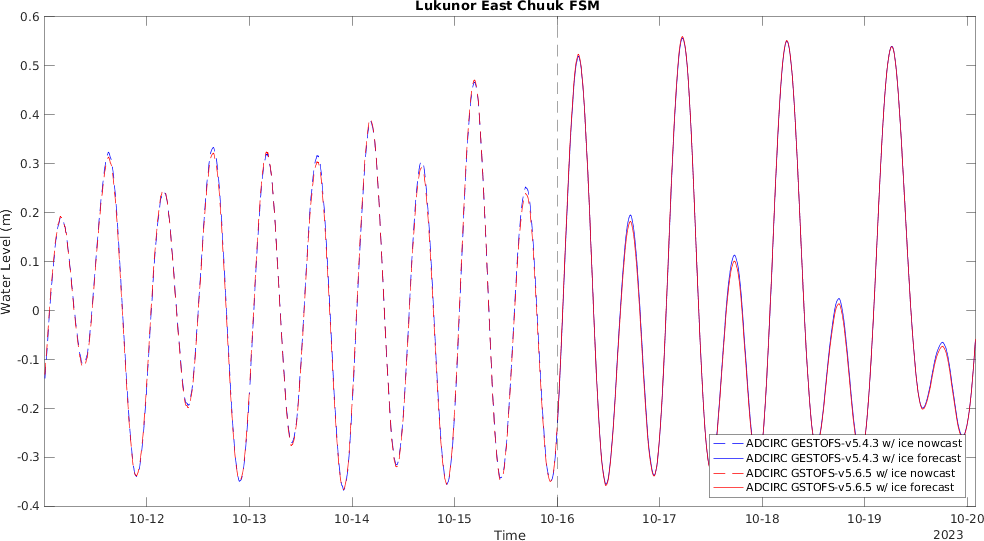 Lukunor East Chuuk FSM
0.6
0.5
0.4
0.3
0.2
0.1
0
-0.1
-0.2
-0.3
-0.4
Water Level (m)
ADCIRC GESTOFS-v5.4.3 w/ ice nowcast
ADCIRC GESTOFS-v5.4.3 w/ ice forecast
ADCIRC GSTOFS-v5.6.5 w/ ice nowcast
ADCIRC GSTOFS-v5.6.5 w/ ice forecast
10-12 10-13 10-14 10-15 10-16 10-17 10-18 10-19 10-20
Time 2023